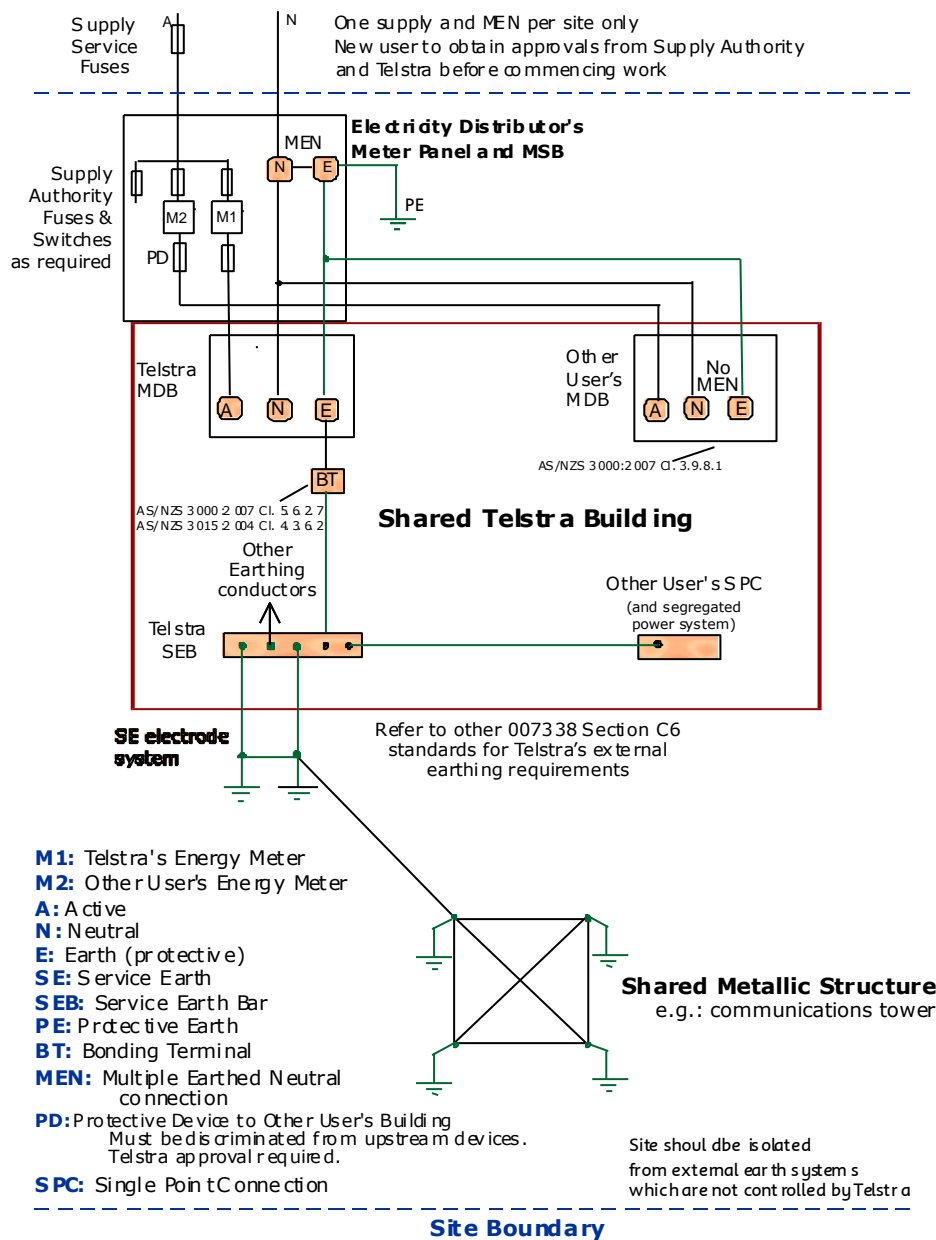 Supply
Service
Fuses
A
N
One supply and MEN per site only
New user to obtain approvals from Supply Authority
and Telstra before commencing work
Electricity Distributor's
Meter Panel and MSB
MEN
N
E
Supply
Authority
Fuses &
Switches
as required
M2
M1
PD
PE
Telstra
MDB
A
N
E
Other
User's
MDB
No
MEN
A
N
E
AS/NZS 3000:2007 Cl. 3.9.8.1
BT
AS/NZS 3000:2007 Cl. 5.6.2.7
AS/NZS 3015:2004 Cl. 4.3.6.2
Shared Telstra Building
Other
Earthing
conductors
Other User's SPC
(and segregated
power system)
Telstra
SEB
SE electrode
system
Refer to other 007338 Section C6
standards for Telstra's external
earthing requirements
M1: Telstra's Energy Meter
M2: Other User's Energy Meter
A: Active
N: Neutral
E: Earth (protective)
SE: Service Earth
SEB: Service Earth Bar
PE: Protective Earth
BT: Bonding Terminal
MEN: Multiple Earthed Neutral
connection
PD: Protective Device to Other User's Building
Must be discriminated from upstream devices.
Telstra approval required.
SPC: Single Point Connection
Shared Metallic Structure
e.g.: communications tower
Site should be isolated
from external earth systems
which are not controlled by Telstra
Site Boundary